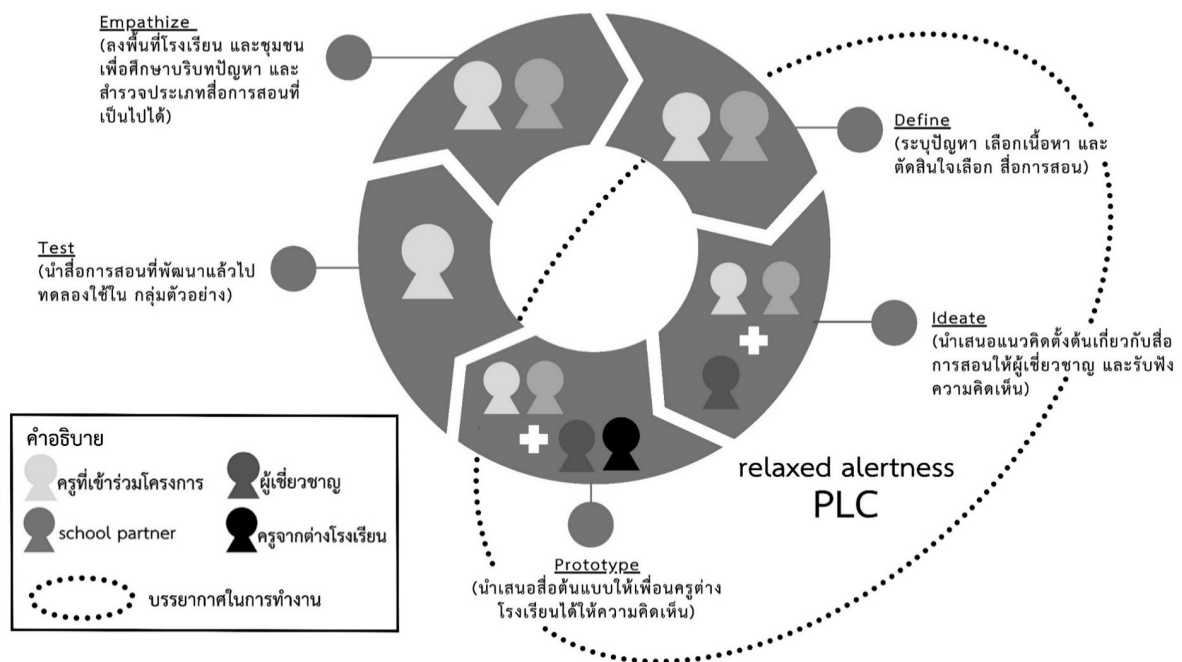 Empathize
(ลงพื้นที่โรงเรียน และชุมชน
เพื่อศึกษาบริบทปัญหา และ
สำรวจประเภทสื่อการสอนที่
เป็นไปได้)
Define
(ระบุปัญหา เลือกเนื้อหา และ
ตัดสินใจเลือก สื่อการสอน)
Test
(นำสื่อการสอนที่พัฒนาแล้วไป
ทดลองใช้ใน กลุ่มตัวอย่าง)
Ideate
(นำเสนอแนวคิดตั้งต้นเกี่ยวกับสื่อ
การสอนให้ผู้เชี่ยวชาญ และรับฟัง
ความคิดเห็น)
relaxed alertness
PLC
Prototype
(นำเสนอสื่อต้นแบบให้เพื่อนครูต่าง
โรงเรียนได้ให้ความคิดเห็น)
คำอธิบาย
ครูที่เข้าร่วมโครงการ
ผู้เชี่ยวชาญ
school partner
ครูจากต่างโรงเรียน
บรรยากาศในการทำงาน